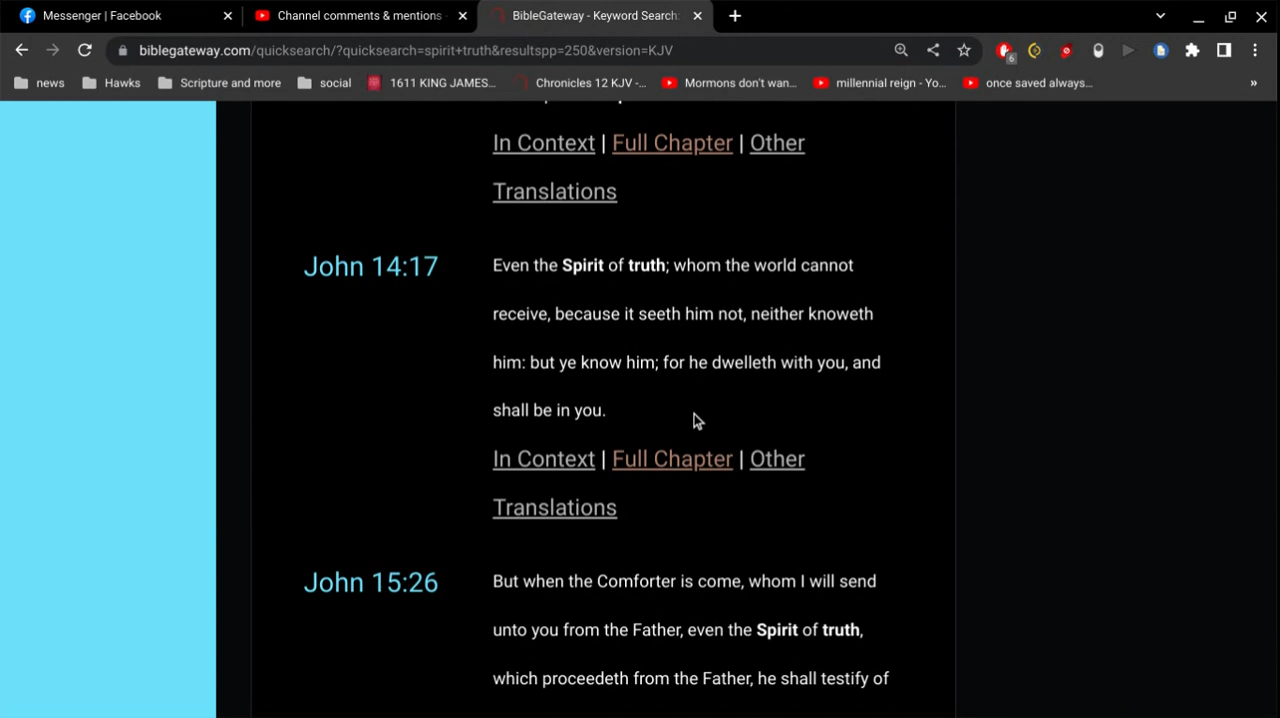 Messenger | Facebook
Channel comments & mentions
BibleGateway - Keyword Search:
biblegateway.com/quicksearch/?quicksearch=spirit+truth&resultspp=250&version=KJV
6
news
Hawks
Scripture and more
social
1611 KING JAMES...
Chronicles 12 KJV -...
Mormons don't wan...
millennial reign - Yo...
once saved always...
»
In Context | Full Chapter | Other
Translations
John 14:17
Even the Spirit of truth; whom the world cannot
receive, because it seeth him not, neither knoweth
him: but ye know him; for he dwelleth with you, and
shall be in you.
In Context | Full Chapter | Other
Translations
John 15:26
But when the Comforter is come, whom I will send
unto you from the Father, even the Spirit of truth,
which proceedeth from the Father, he shall testify of